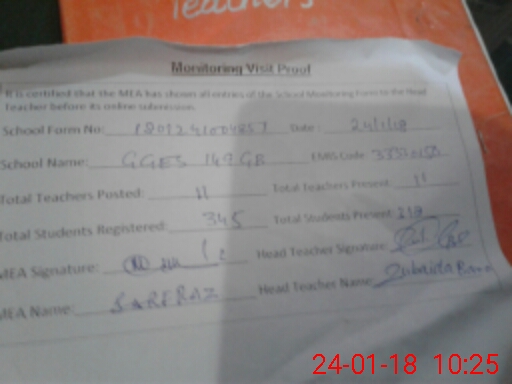 Teachers
Monitoring Visit Proof
It is certified that the MEA has shown all entries of the School Monitoring Form to the Head
Teacher before its online submission.
School Form No: Date: 24/1/18
School Name: GGES 149 GB EMIS Code:
Total Teachers Posted: 11 Total Teachers Present: 11
Total Students Registered: 345 Total Students Present: 218
MEA Signature: Head Teacher Signature:
MEA Name: SARFRAZ Head Teacher Name: Zubaida Rana
24-01-18 10:25